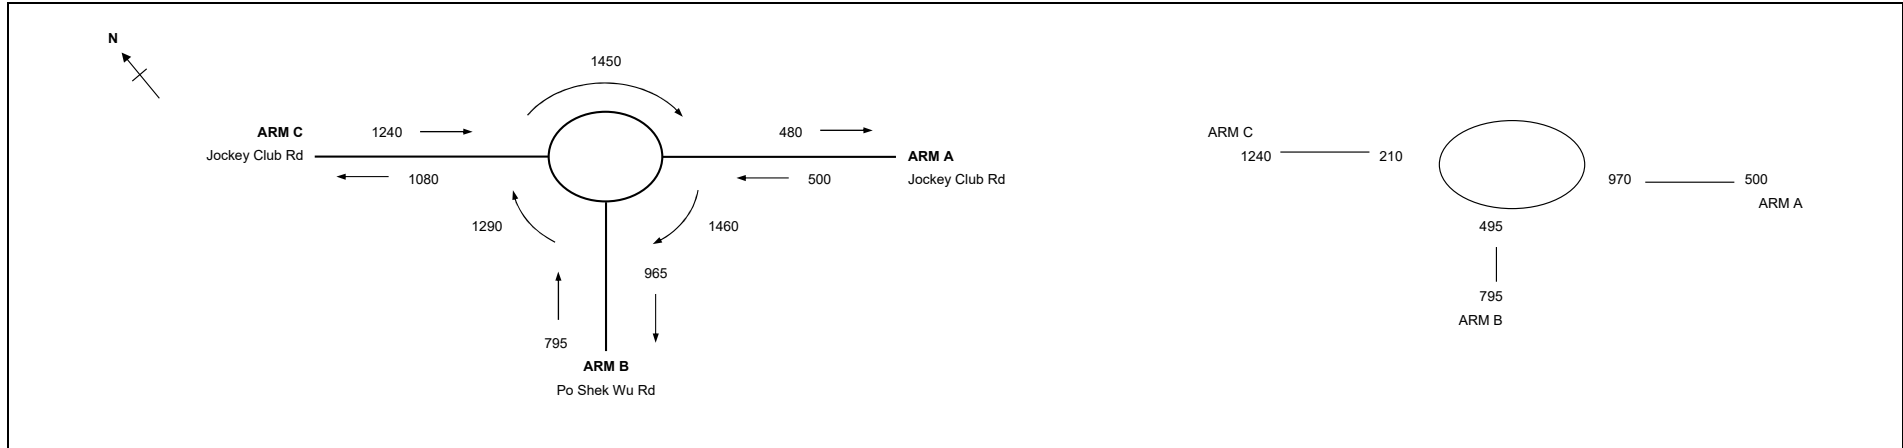 N
1450
ARM C
1240
480
Jockey Club Rd
ARM A
1080
500
Jockey Club Rd
1290
1460
965
795
ARM B
Po Shek Wu Rd
ARM C
1240
210
970
500
ARM A
495
795
ARM B